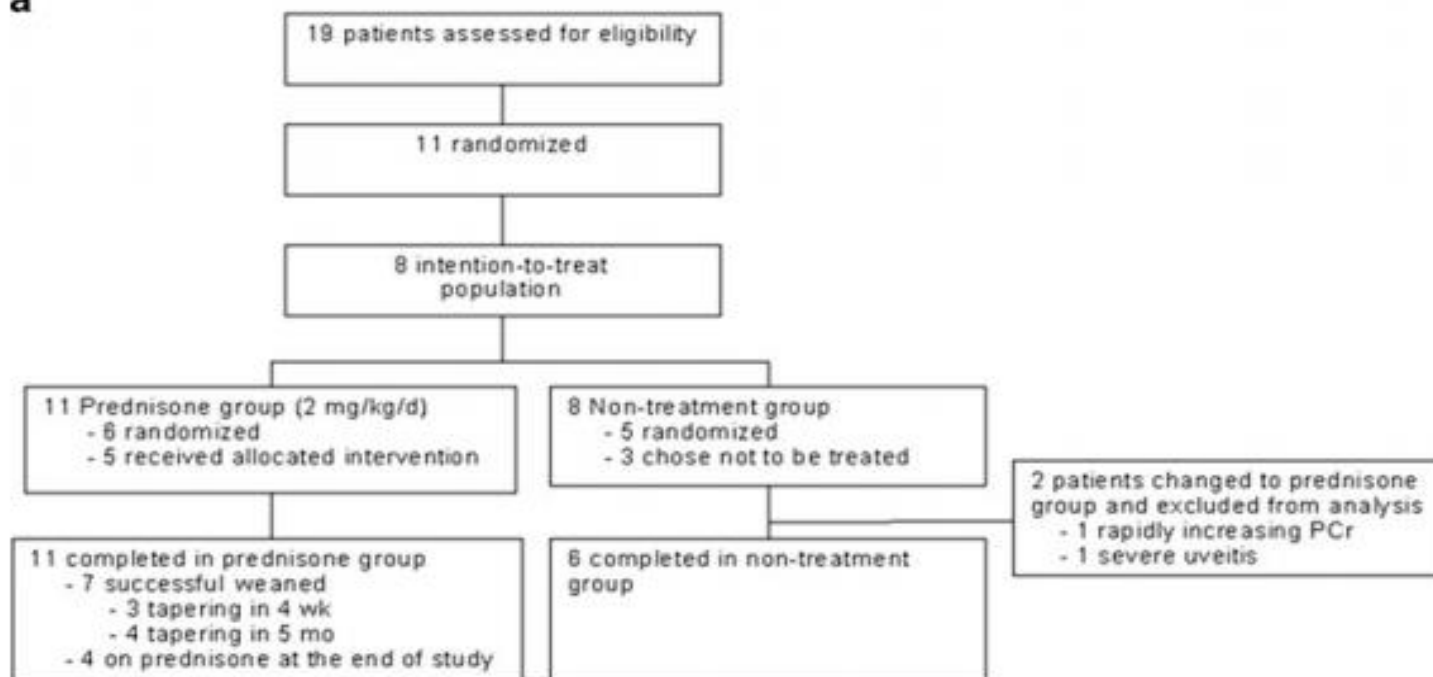 a
19 patients assessed for eligibility
11 randomized
8 intention-to-treat
population
11 Prednisone group (2 mg/kg/d)
- 6 randomized
- 5 received allocated intervention
8 Non-treatment group
- 5 randomized
- 3 chose not to be treated
2 patients changed to prednisone
group and excluded from analysis
- 1 rapidly increasing PCr
- 1 severe uveitis
11 completed in prednisone group
- 7 successful weaned
- 3 tapering in 4 wk
- 4 tapering in 5 mo
- 4 on prednisone at the end of study
6 completed in non-treatment
group